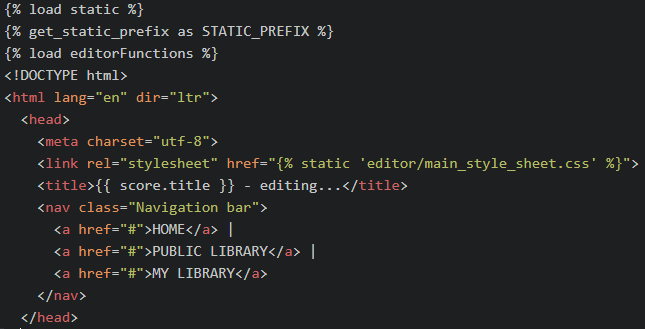 {% load static %}
{% get_static_prefix as STATIC_PREFIX %}
{% load editorFunctions %}
<!DOCTYPE html>
<html lang="en" dir="ltr">
  <head>
    <meta charset="utf-8">
    <link rel="stylesheet" href="{% static 'editor/main_style_sheet.css' %}">
    <title>{{ score.title }} - editing...</title>
    <nav class="Navigation bar">
      <a href="#">HOME</a> |
      <a href="#">PUBLIC LIBRARY</a> |
      <a href="#">MY LIBRARY</a>
    </nav>
  </head>